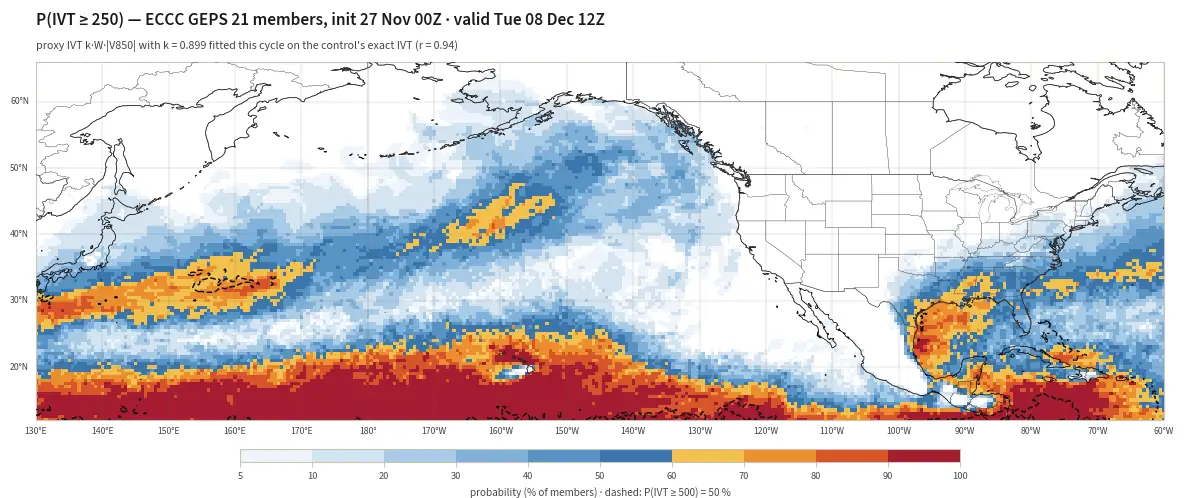 P(IVT ≥ 250) — ECCC GEPS 21 members, init 27 Nov 00Z · valid Tue 08 Dec 12Z
proxy IVT k·W·|V850| with k = 0.899 fitted this cycle on the control's exact IVT (r = 0.94)
60°N
50°N
40°N
30°N
20°N
130°E 140°E 150°E 160°E 170°E 180° 170°W 160°W 150°W 140°W 130°W 120°W 110°W 100°W 90°W 80°W 70°W 60°W
5 10 20 30 40 50 60 70 80 90 100
probability (% of members) · dashed: P(IVT ≥ 500) = 50 %